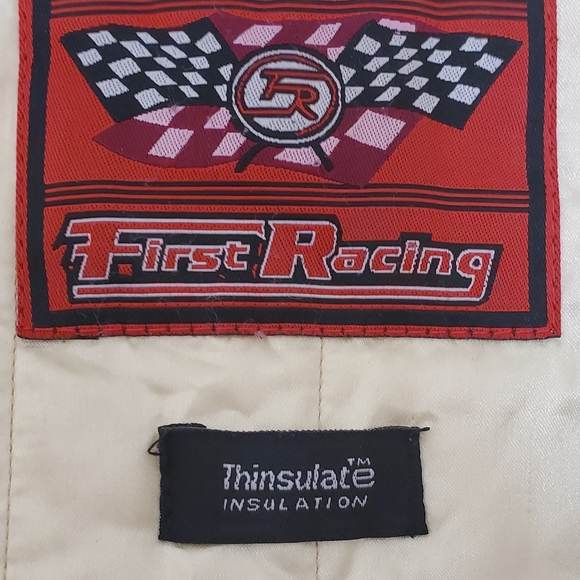 FR
First Racing
Thinsulate™
INSULATION